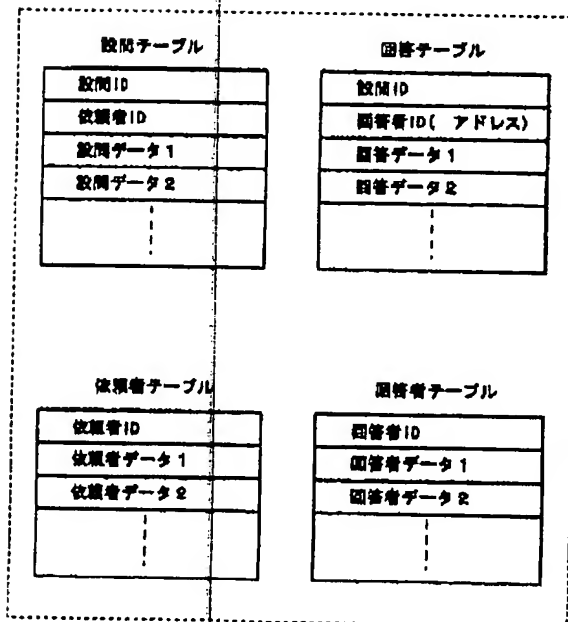 設問テーブル
設問ID
依頼者ID
設問データ1
設問データ2
回答テーブル
設問ID
回答者ID( アドレス)
回答データ1
回答データ2
依頼者テーブル
依頼者ID
依頼者データ1
依頼者データ2
回答者テーブル
回答者ID
回答者データ1
回答者データ2